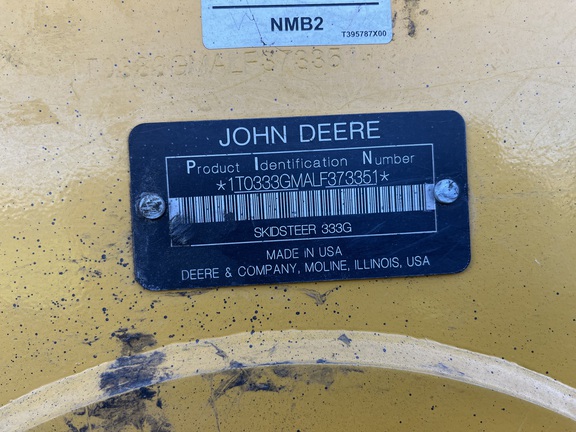 NMB2
T395787X00
JOHN DEERE
Product Identification Number
*1T0333GMALF373351*
SKIDSTEER 333G
MADE IN USA
DEERE & COMPANY, MOLINE, ILLINOIS, USA